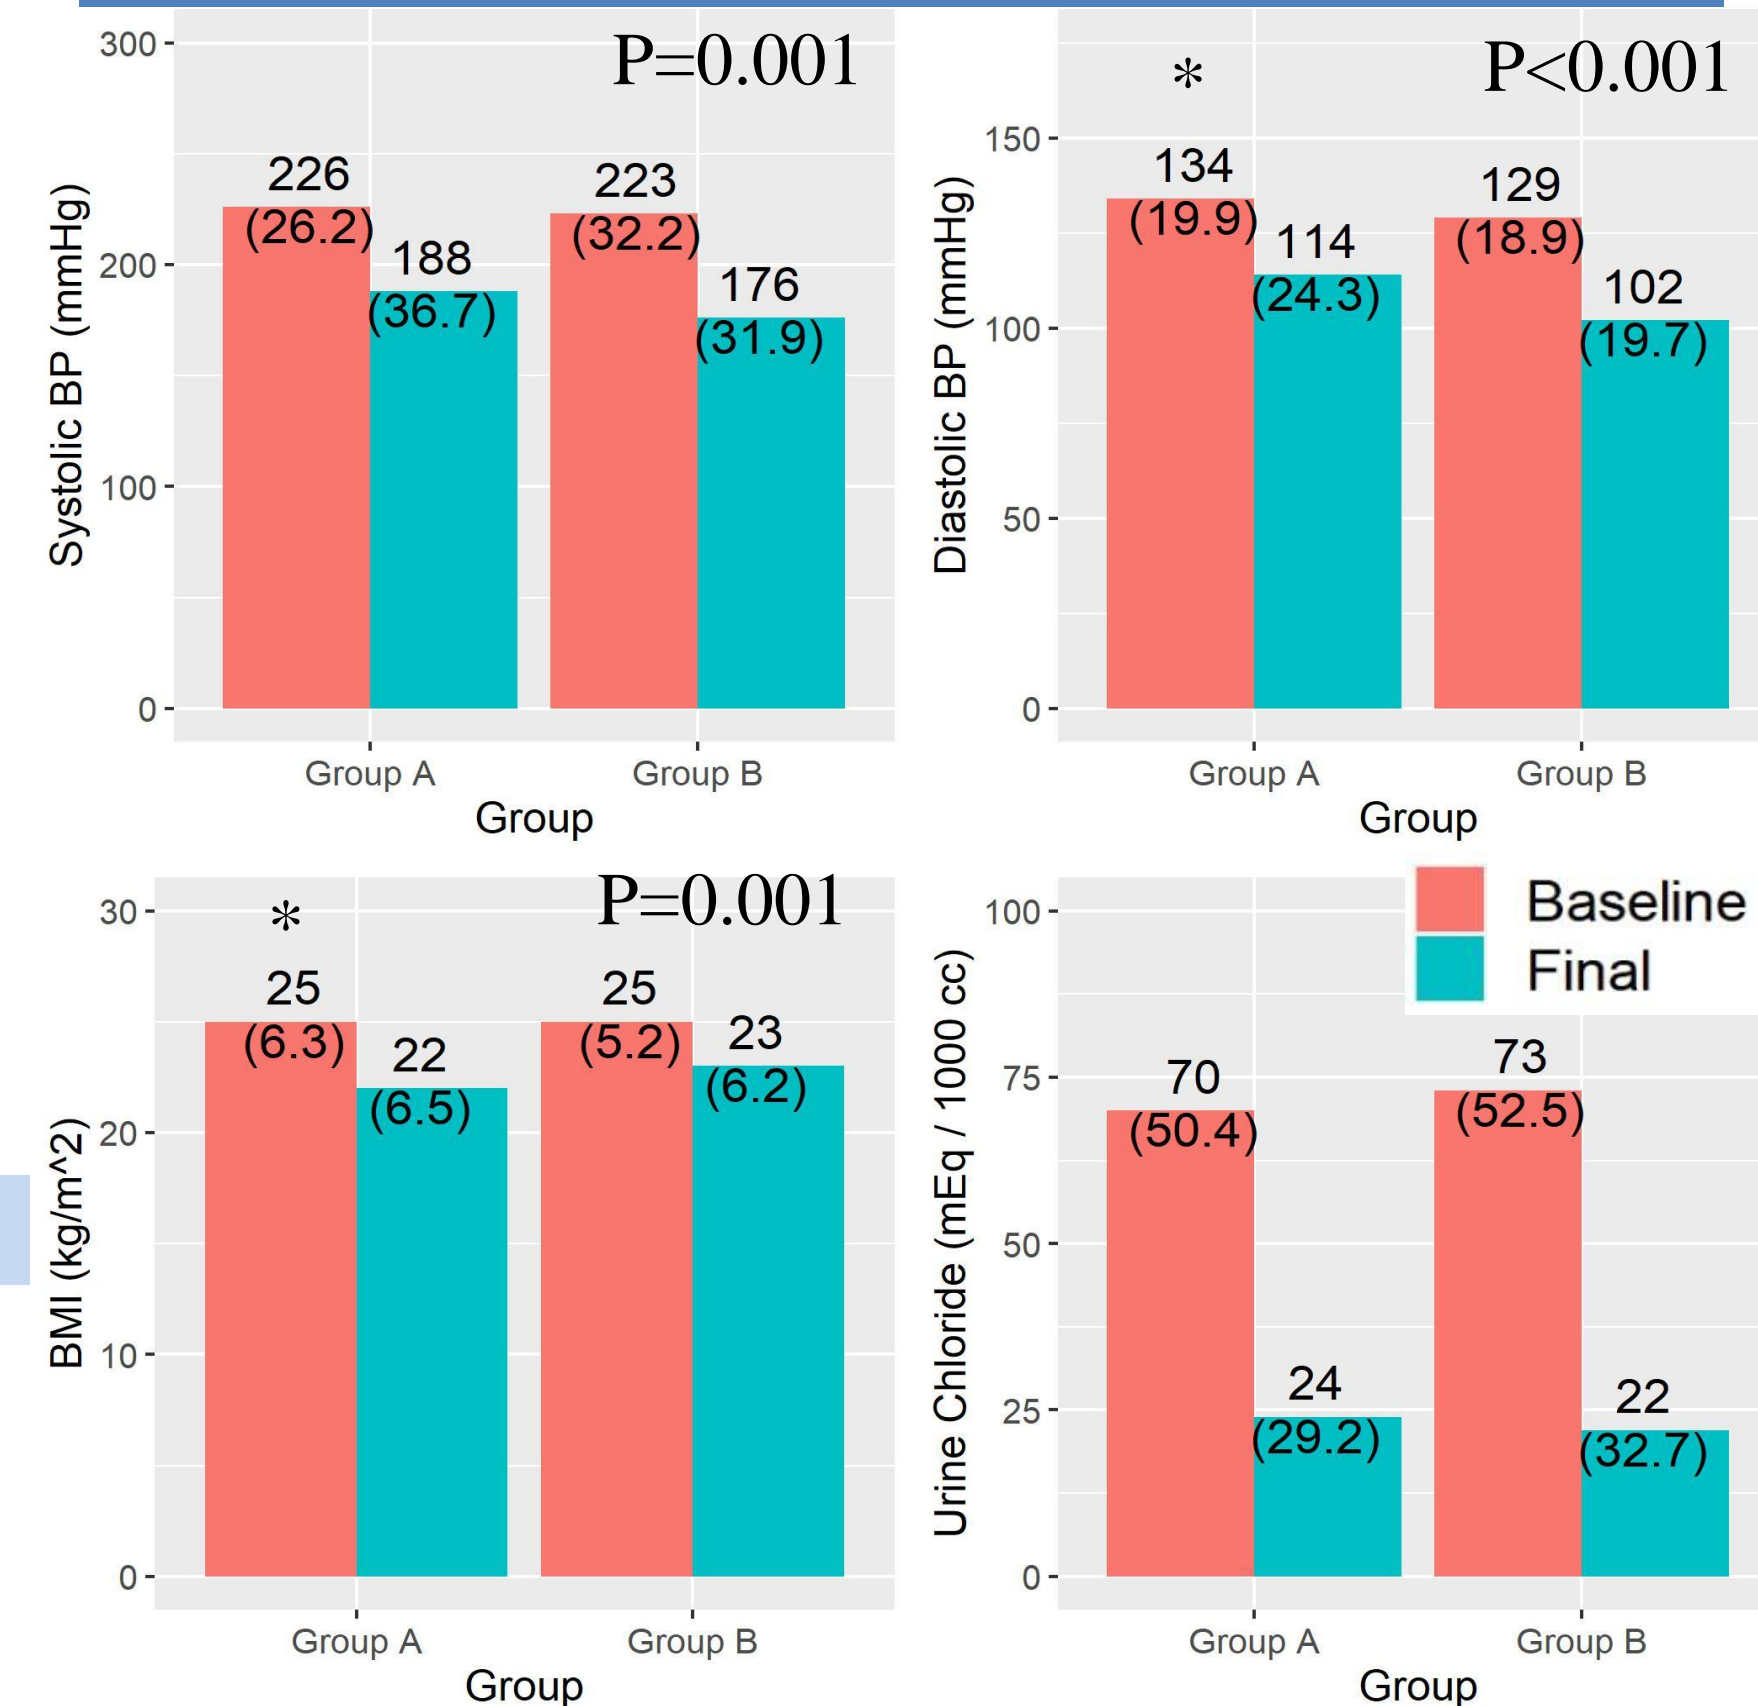 300
200
100
0
Systolic BP (mmHg)
P=0.001
226
(26.2)
188
(36.7)
223
(32.2)
176
(31.9)
Group A
Group B
Group
150
100
50
0
Diastolic BP (mmHg)
*
P<0.001
134
(19.9)
114
(24.3)
129
(18.9)
102
(19.7)
Group A
Group B
Group
30
20
10
0
BMI (kg/m^2)
*
P=0.001
25
(6.3)
22
(6.5)
25
(5.2)
23
(6.2)
Group A
Group B
Group
100
75
50
25
0
Urine Chloride (mEq / 1000 cc)
Baseline
Final
70
(50.4)
24
(29.2)
73
(52.5)
22
(32.7)
Group A
Group B
Group